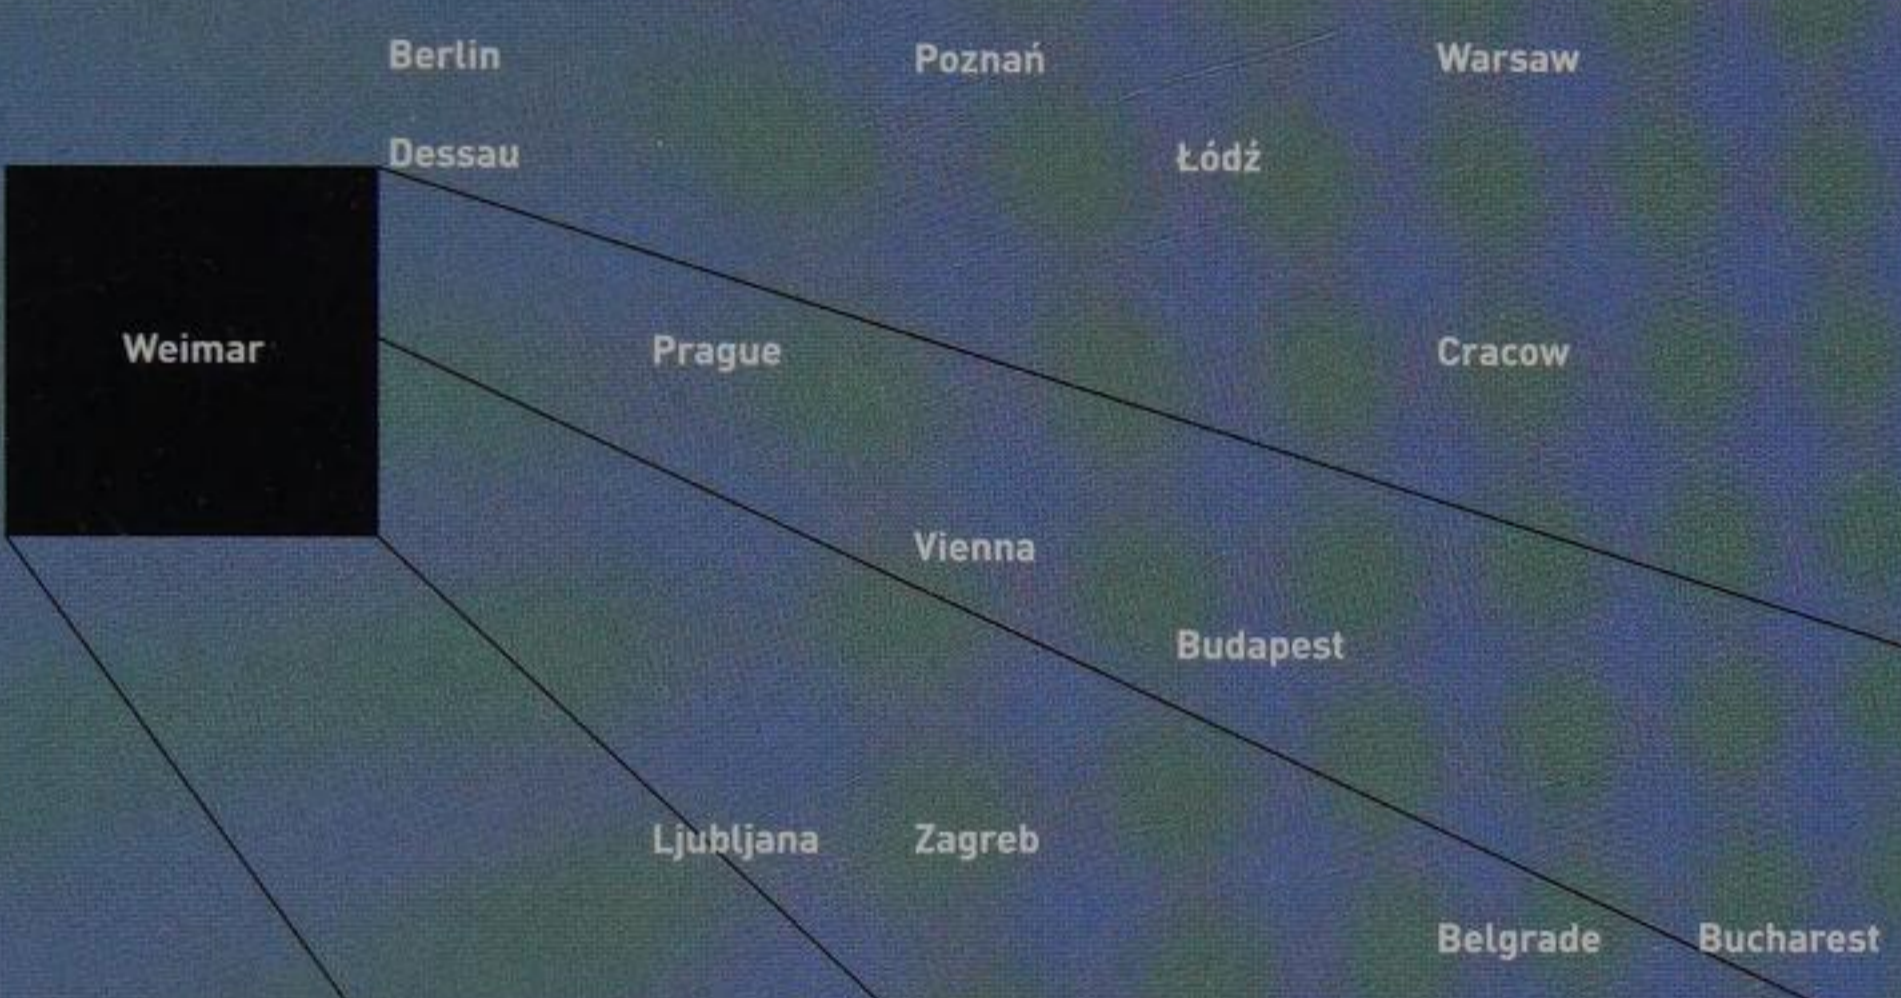 Berlin
Poznań
Warsaw
Dessau
Łódź
Weimar
Prague
Cracow
Vienna
Budapest
Ljubljana
Zagreb
Belgrade
Bucharest